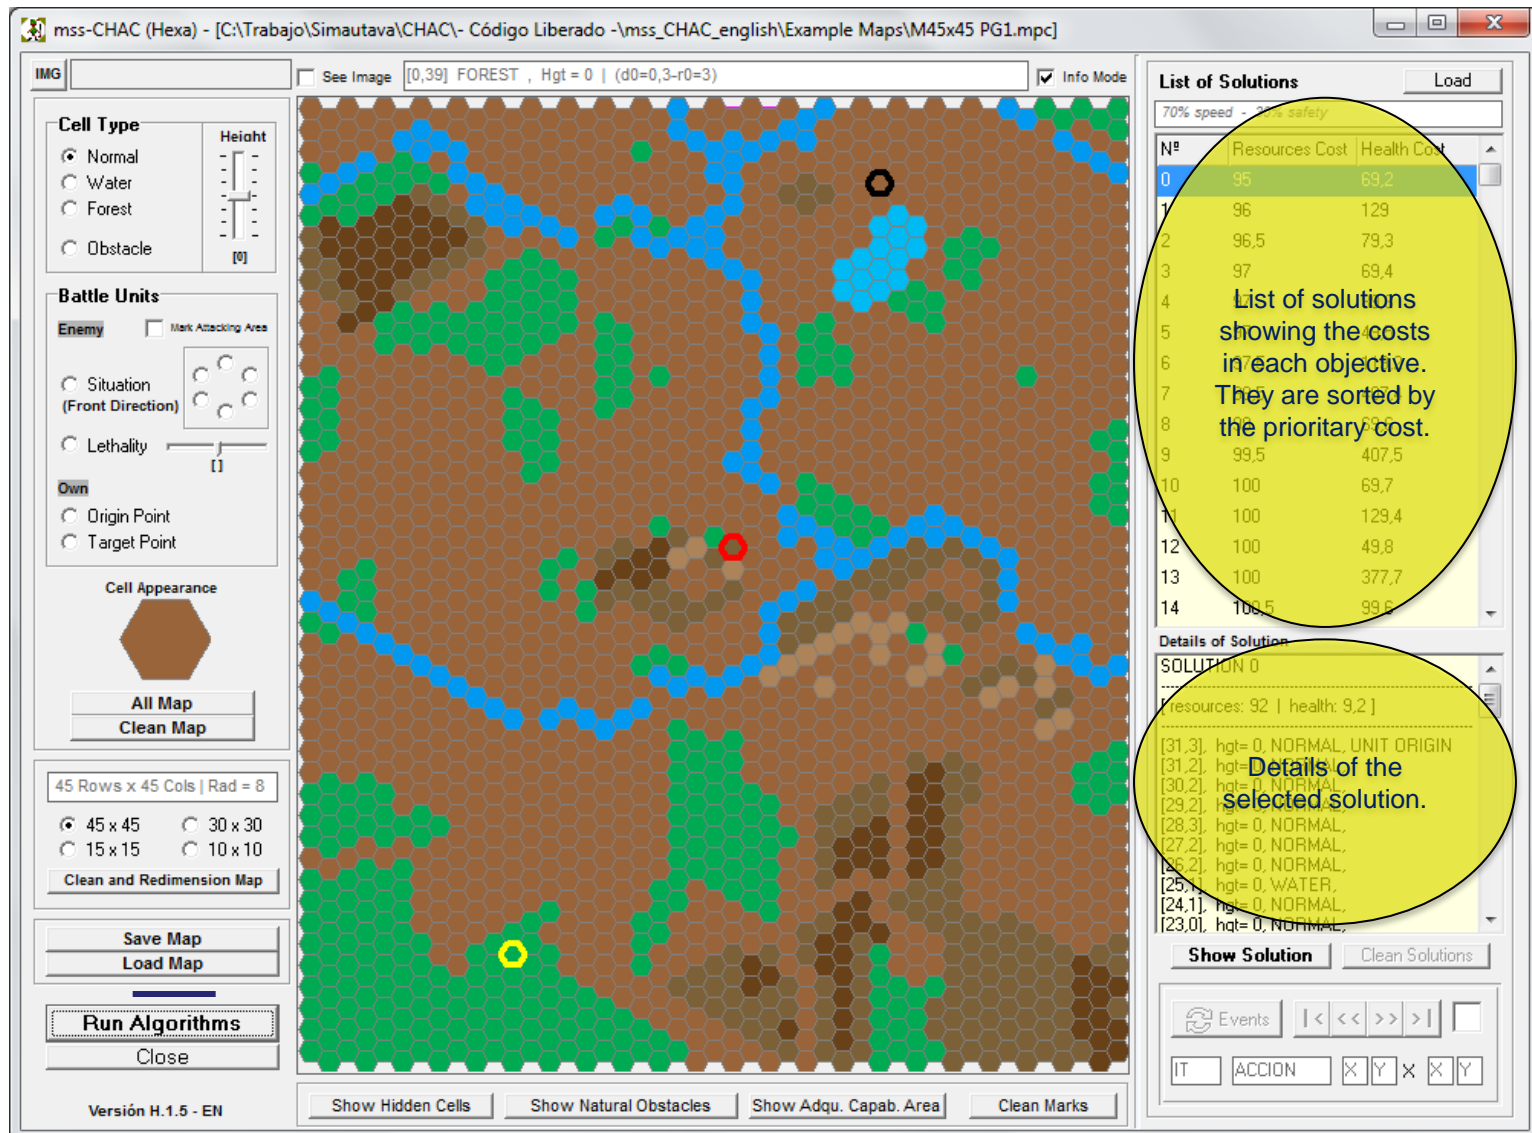 mss-CHAC (Hexa) - [C:\Trabajo\Simautava\CHAC\- Código Liberado -\mss_CHAC_english\Example Maps\M45x45 PG1.mpc]
IMG
See Image
[0,39] FOREST , Hgt = 0 | (d0=0,3-r0=3)
Info Mode
Cell Type
Height
Normal
Water
Forest
Obstacle
[0]
Battle Units
Enemy
Mark Attacking Area
Situation
(Front Direction)
Lethality
[ ]
Own
Origin Point
Target Point
Cell Appearance
All Map
Clean Map
45 Rows x 45 Cols | Rad = 8
45 x 45
30 x 30
15 x 15
10 x 10
Clean and Redimension Map
Save Map
Load Map
Run Algorithms
Close
Versión H.1.5 - EN
Show Hidden Cells
Show Natural Obstacles
Show Adqu. Capab. Area
Clean Marks
List of Solutions
Load
70% speed - 30% safety
Nº Resources Cost Health Cost
0 95 69,2
1 96 129
2 96,5 79,3
3 97 69,4
4
5
6
7
8
9 99,5 407,5
10 100 69,7
11 100 129,4
12 100 49,8
13 100 377,7
14 100,5 99,6
List of solutions
showing the costs
in each objective.
They are sorted by
the prioritary cost.
Details of Solution
SOLUTION 0
[ resources: 92 | health: 9,2 ]
[31,3], hgt= 0, NORMAL, UNIT ORIGIN
[31,2], hgt= 0, NORMAL,
[30,2], hgt= 0, NORMAL,
[29,2], hgt= 0, NORMAL,
[28,3], hgt= 0, NORMAL,
[27,2], hgt= 0, NORMAL,
[26,2], hgt= 0, NORMAL,
[25,1], hgt= 0, WATER,
[24,1], hgt= 0, NORMAL,
[23,0], hgt= 0, NORMAL,
Details of the
selected solution.
Show Solution
Clean Solutions
Events
|< << >> >|
IT
ACCION
X Y x X Y